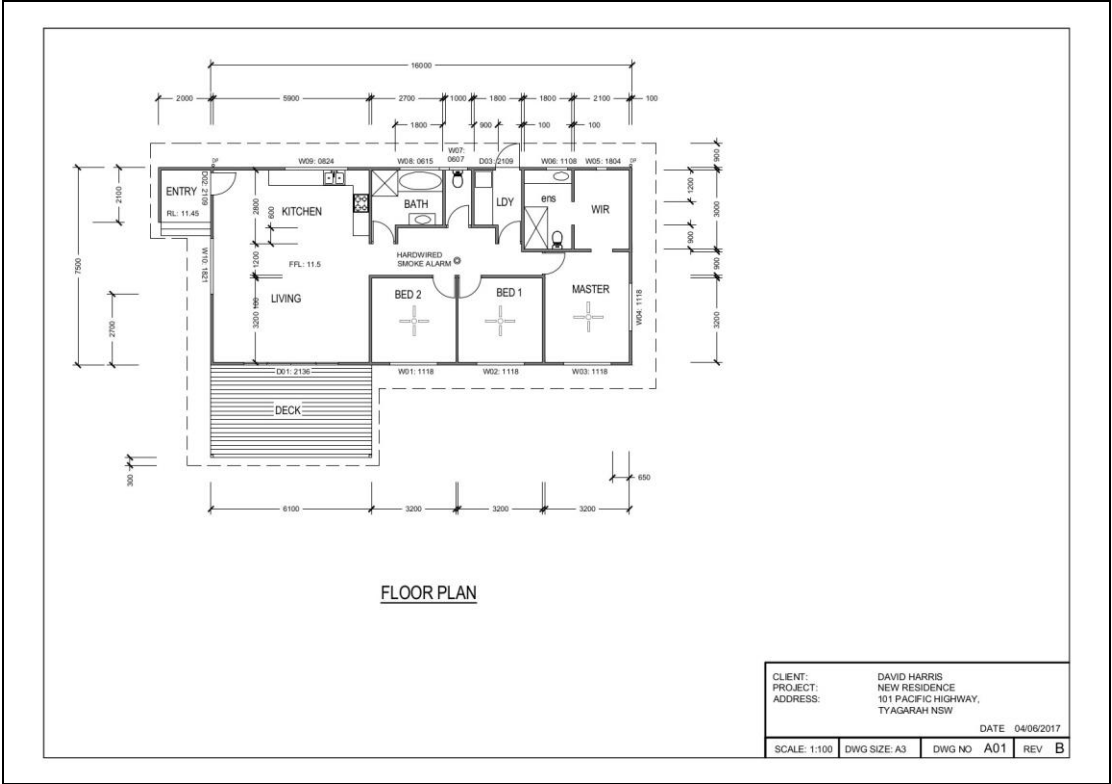 16000
2000 5900 2700 1000 1800 1800 2100 100
1800 900 100 100
W07:
0607
W09: 0824 W08: 0615 D03: 2109 W06: 1108 W05: 1804
DP DP
900
7500
2100
2700
300
ENTRY
RL: 11.45
D02: 2109
W10: 1821
2800
600
1200
3200 100
KITCHEN
BATH
LDY
ens
WIR
1200
3000
900
900
3200
HARDWIRED
SMOKE ALARM
FFL: 11.5
LIVING
BED 2
BED 1
MASTER
W04: 1118
D01: 2136 W01: 1118 W02: 1118 W03: 1118
DECK
650
6100 3200 3200 3200
FLOOR PLAN
CLIENT: DAVID HARRIS
PROJECT: NEW RESIDENCE
ADDRESS: 101 PACIFIC HIGHWAY,
TYAGARAH NSW
DATE 04/06/2017
SCALE: 1:100 DWG SIZE: A3 DWG NO A01 REV B